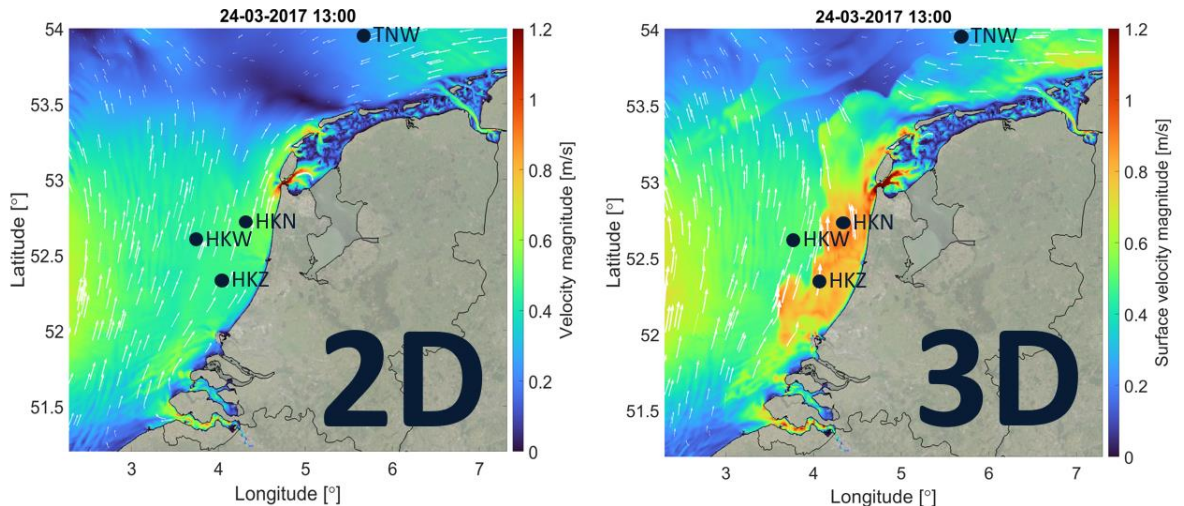 24-03-2017 13:00
54
53.5
53
52.5
52
51.5
Latitude [°]
3
4
5
6
7
Longitude [°]
TNW
HKN
HKW
HKZ
2D
1.2
1
0.8
0.6
0.4
0.2
0
Velocity magnitude [m/s]
24-03-2017 13:00
54
53.5
53
52.5
52
51.5
Latitude [°]
3
4
5
6
7
Longitude [°]
TNW
HKN
HKW
HKZ
3D
1.2
1
0.8
0.6
0.4
0.2
0
Surface velocity magnitude [m/s]